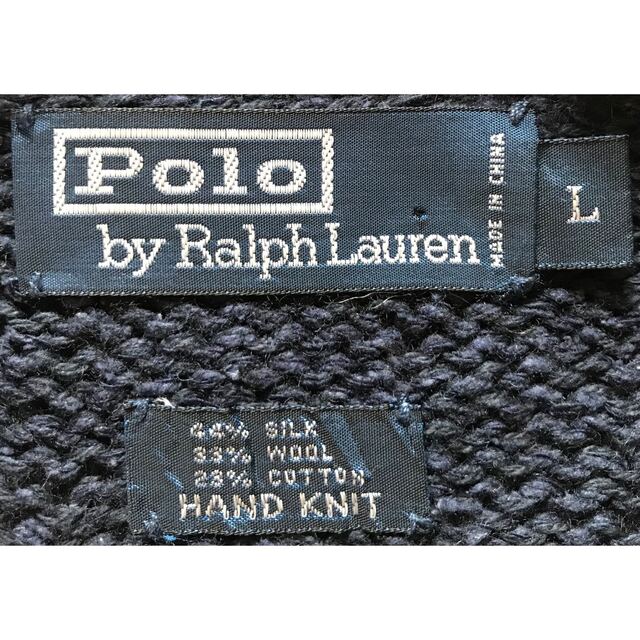 Polo
by Ralph Lauren
MADE IN CHINA
L
44% SILK
33% WOOL
23% COTTON
HAND KNIT